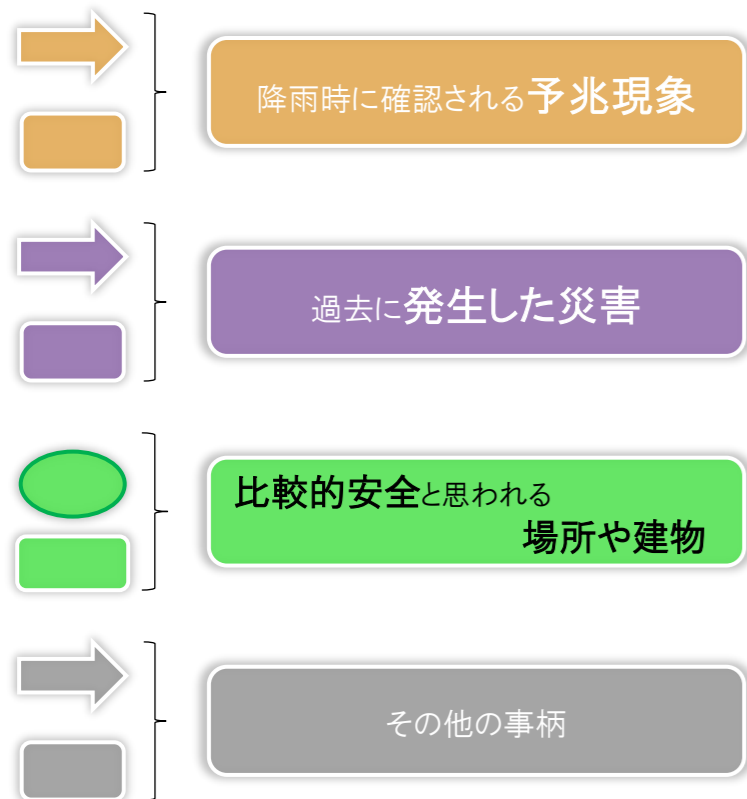 降雨時に確認される予兆現象
過去に発生した災害
比較的安全と思われる
場所や建物
その他の事柄